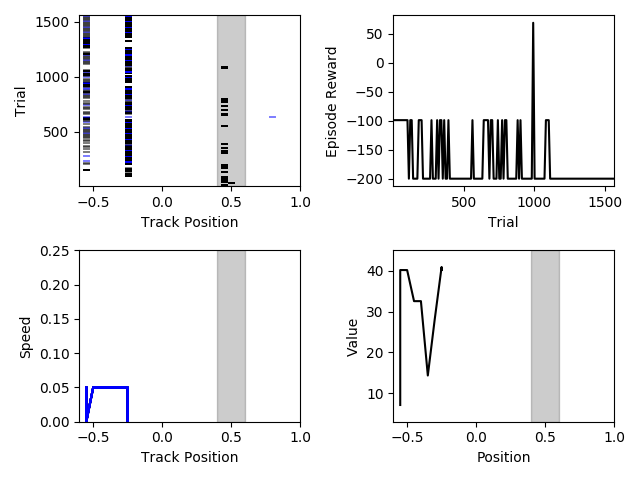 1500
1000
500
Trial
−0.5 0.0 0.5 1.0
Track Position
50
0
−50
−100
−150
−200
Episode Reward
500 1000 1500
Trial
0.25
0.20
0.15
0.10
0.05
0.00
Speed
−0.5 0.0 0.5 1.0
Track Position
40
30
20
10
Value
−0.5 0.0 0.5 1.0
Position